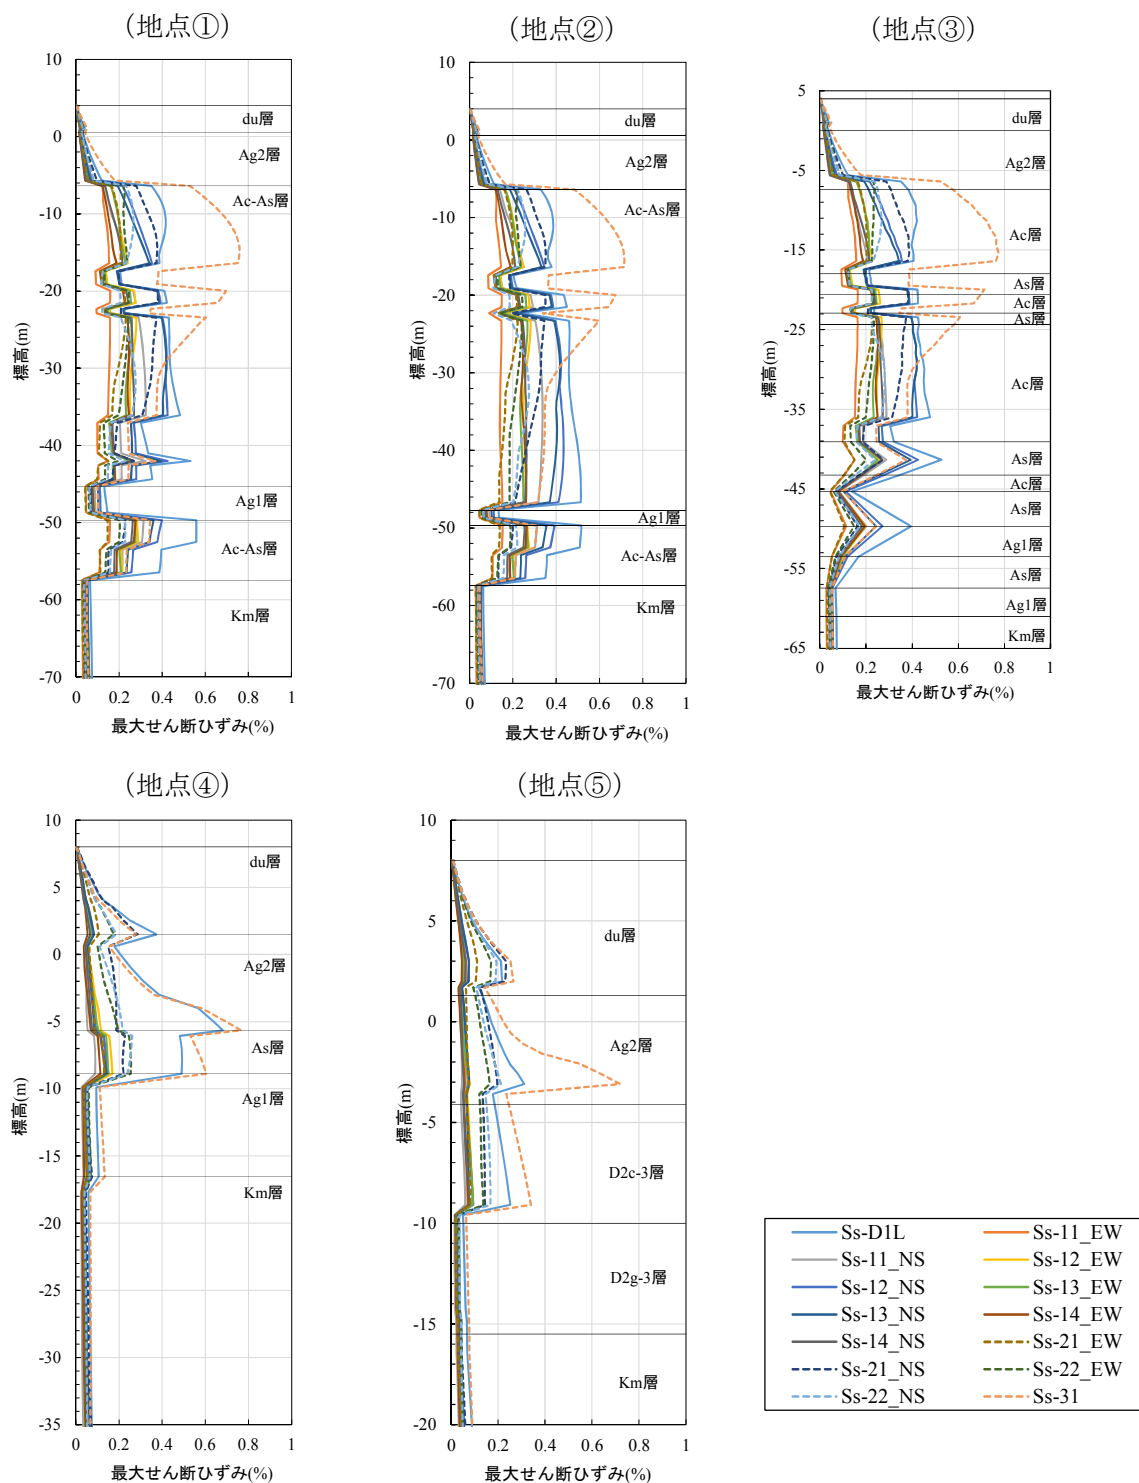 （地点①）
10
0
-10
-20
-30
-40
-50
-60
-70
標高(m)
du層
Ag2層
Ac-As層
Ag1層
Ac-As層
Km層
0 0.2 0.4 0.6 0.8 1
最大せん断ひずみ(%)
（地点②）
10
0
-10
-20
-30
-40
-50
-60
-70
標高(m)
du層
Ag2層
Ac-As層
Ag1層
Ac-As層
Km層
0 0.2 0.4 0.6 0.8 1
最大せん断ひずみ(%)
（地点③）
5
-5
-15
-25
-35
-45
-55
-65
標高(m)
du層
Ag2層
Ac層
As層
Ac層
As層
Ac層
As層
Ac層
As層
Ag1層
As層
Ag1層
Km層
0 0.2 0.4 0.6 0.8 1
最大せん断ひずみ(%)
（地点④）
10
5
0
-5
-10
-15
-20
-25
-30
-35
標高(m)
du層
Ag2層
As層
Ag1層
Km層
0 0.2 0.4 0.6 0.8 1
最大せん断ひずみ(%)
（地点⑤）
10
5
0
-5
-10
-15
-20
標高(m)
du層
Ag2層
D2c-3層
D2g-3層
Km層
0 0.2 0.4 0.6 0.8 1
最大せん断ひずみ(%)
Ss-D1L Ss-11_EW
Ss-11_NS Ss-12_EW
Ss-12_NS Ss-13_EW
Ss-13_NS Ss-14_EW
Ss-14_NS Ss-21_EW
Ss-21_NS Ss-22_EW
Ss-22_NS Ss-31